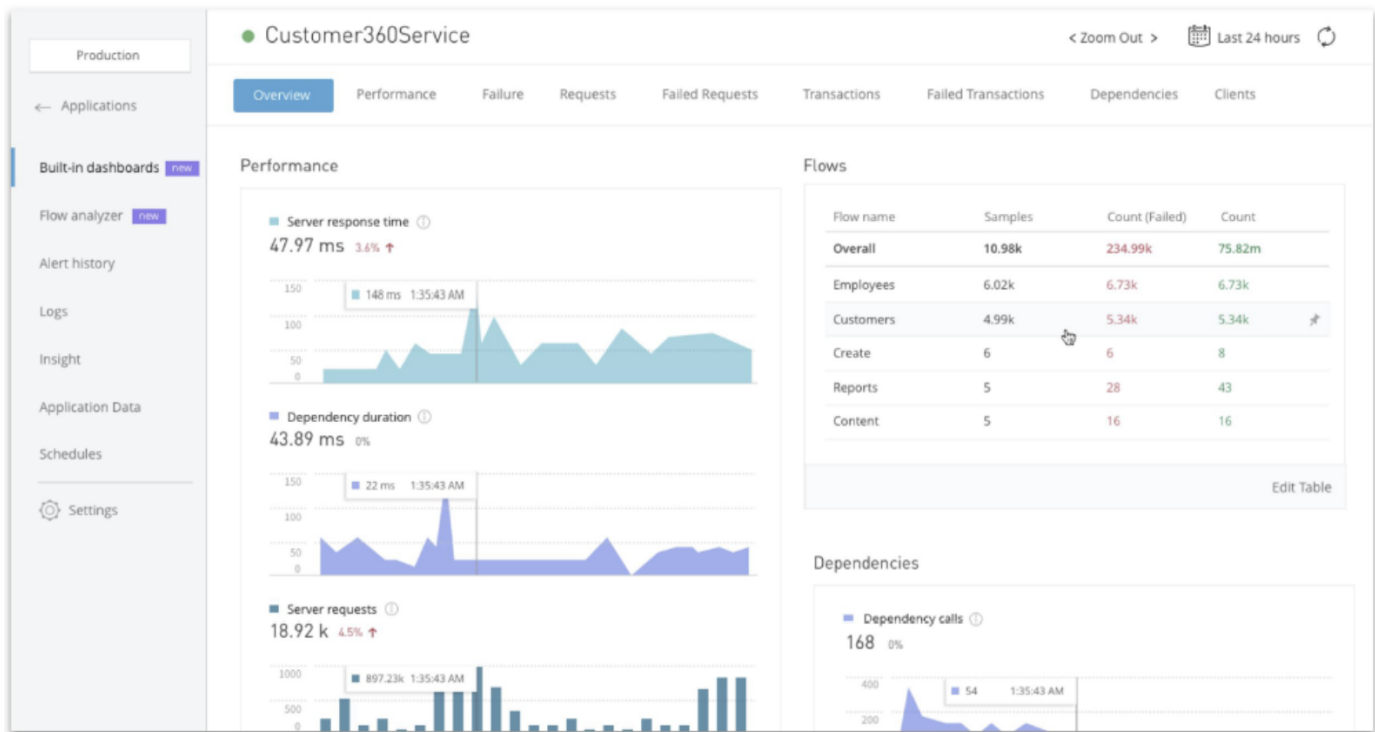 Production
← Applications
Built-in dashboards new
Flow analyzer new
Alert history
Logs
Insight
Application Data
Schedules
Settings
Customer360Service
< Zoom Out >
Last 24 hours
Overview Performance Failure Requests Failed Requests Transactions Failed Transactions Dependencies Clients
Performance
Server response time
47.97 ms 3.6% ↑
148 ms 1:35:43 AM
150
100
50
0
Dependency duration
43.89 ms 0%
22 ms 1:35:43 AM
150
100
50
0
Server requests
18.92 k 4.5% ↑
897.23k 1:35:43 AM
1000
500
0
Flows
Flow name Samples Count (Failed) Count
Overall 10.98k 234.99k 75.82m
Employees 6.02k 6.73k 6.73k
Customers 4.99k 5.34k 5.34k
Create 6 6 8
Reports 5 28 43
Content 5 16 16
Edit Table
Dependencies
Dependency calls
168 0%
54 1:35:43 AM
400
200